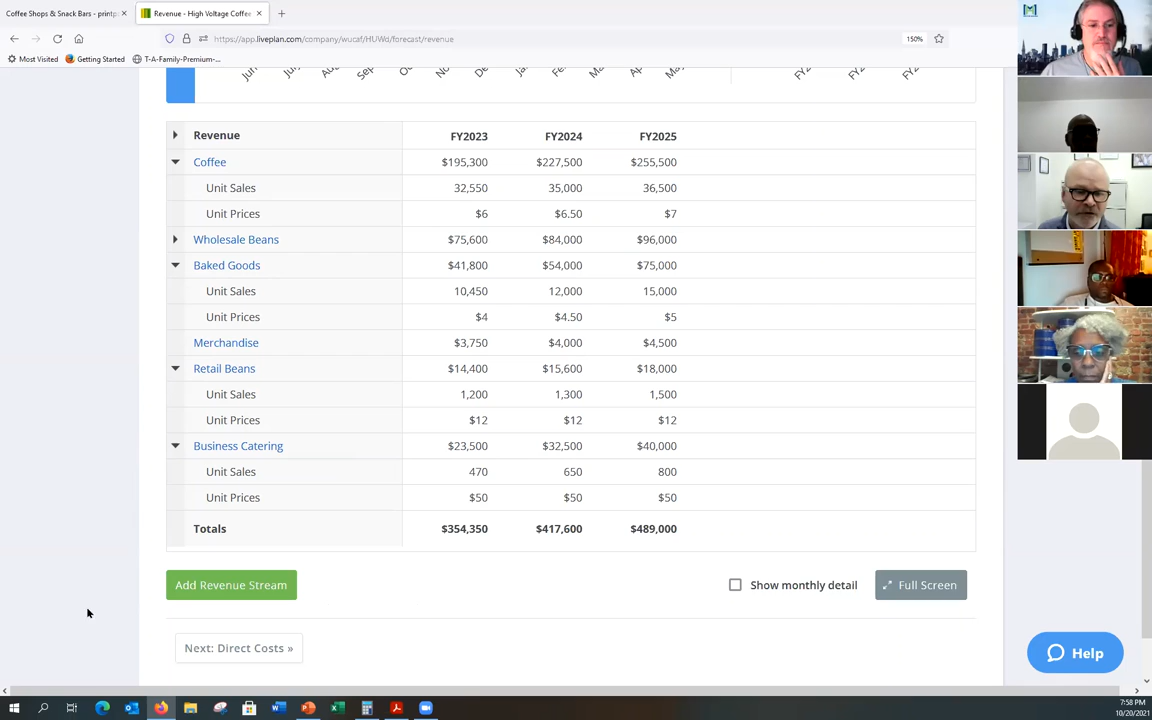 Coffee Shops & Snack Bars - printp
Revenue - High Voltage Coffee
https://app.liveplan.com/company/wucaf/HUWd/forecast/revenue
150%
Most Visited
Getting Started
T-A-Family-Premium-...
Revenue FY2023 FY2024 FY2025
Coffee $195,300 $227,500 $255,500
Unit Sales 32,550 35,000 36,500
Unit Prices $6 $6.50 $7
Wholesale Beans $75,600 $84,000 $96,000
Baked Goods $41,800 $54,000 $75,000
Unit Sales 10,450 12,000 15,000
Unit Prices $4 $4.50 $5
Merchandise $3,750 $4,000 $4,500
Retail Beans $14,400 $15,600 $18,000
Unit Sales 1,200 1,300 1,500
Unit Prices $12 $12 $12
Business Catering $23,500 $32,500 $40,000
Unit Sales 470 650 800
Unit Prices $50 $50 $50
Totals $354,350 $417,600 $489,000
Add Revenue Stream
Show monthly detail
Full Screen
Next: Direct Costs »
Help
7:58 PM
10/20/2021